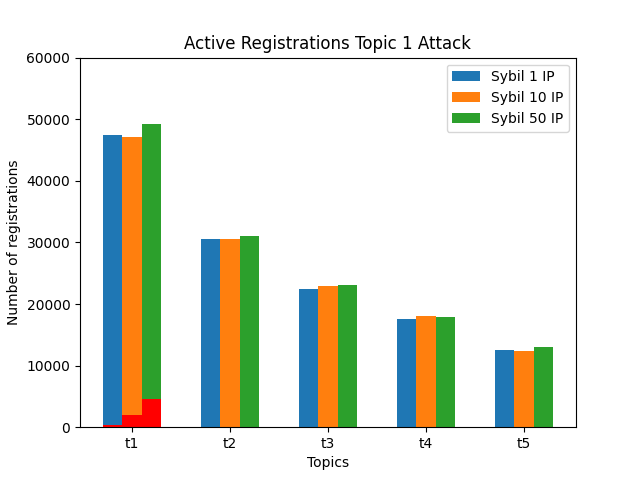 Active Registrations Topic 1 Attack
60000
50000
40000
30000
20000
10000
0
Number of registrations
Sybil 1 IP
Sybil 10 IP
Sybil 50 IP
t1 t2 t3 t4 t5
Topics